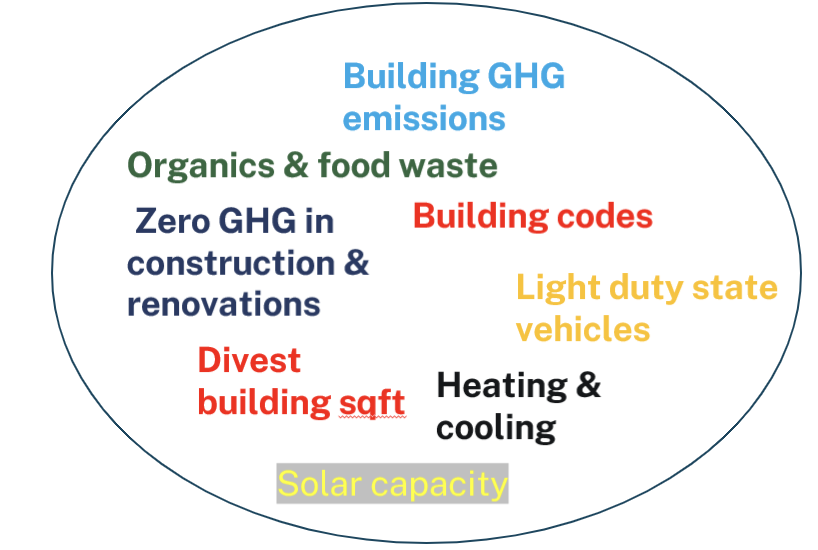 Building GHG
emissions
Organics & food waste
Zero GHG in
construction &
renovations
Building codes
Light duty state
vehicles
Divest
building sqft
Heating &
cooling
Solar capacity